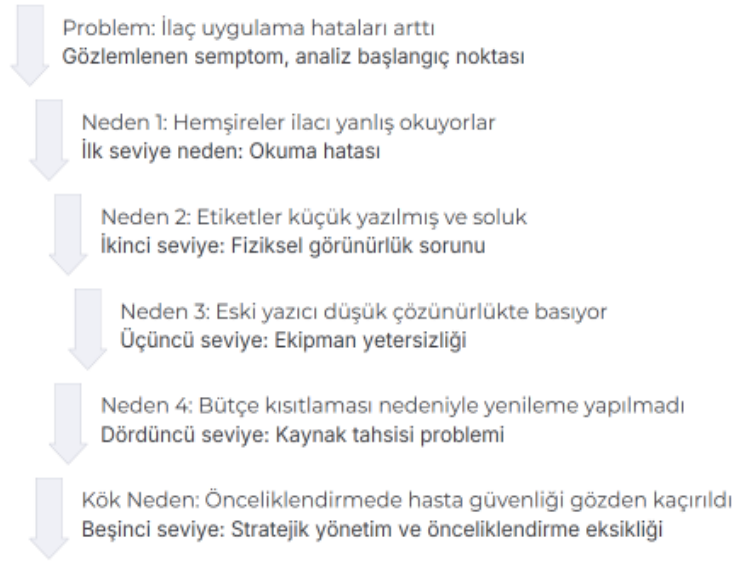 Problem: İlaç uygulama hataları arttı
Gözlemlenen semptom, analiz başlangıç noktası
Neden 1: Hemşireler ilacı yanlış okuyorlar
İlk seviye neden: Okuma hatası
Neden 2: Etiketler küçük yazılmış ve soluk
İkinci seviye: Fiziksel görünürlük sorunu
Neden 3: Eski yazıcı düşük çözünürlükte basıyor
Üçüncü seviye: Ekipman yetersizliği
Neden 4: Bütçe kısıtlaması nedeniyle yenileme yapılmadı
Dördüncü seviye: Kaynak tahsisi problemi
Kök Neden: Önceliklendirmede hasta güvenliği gözden kaçırıldı
Beşinci seviye: Stratejik yönetim ve önceliklendirme eksikliği